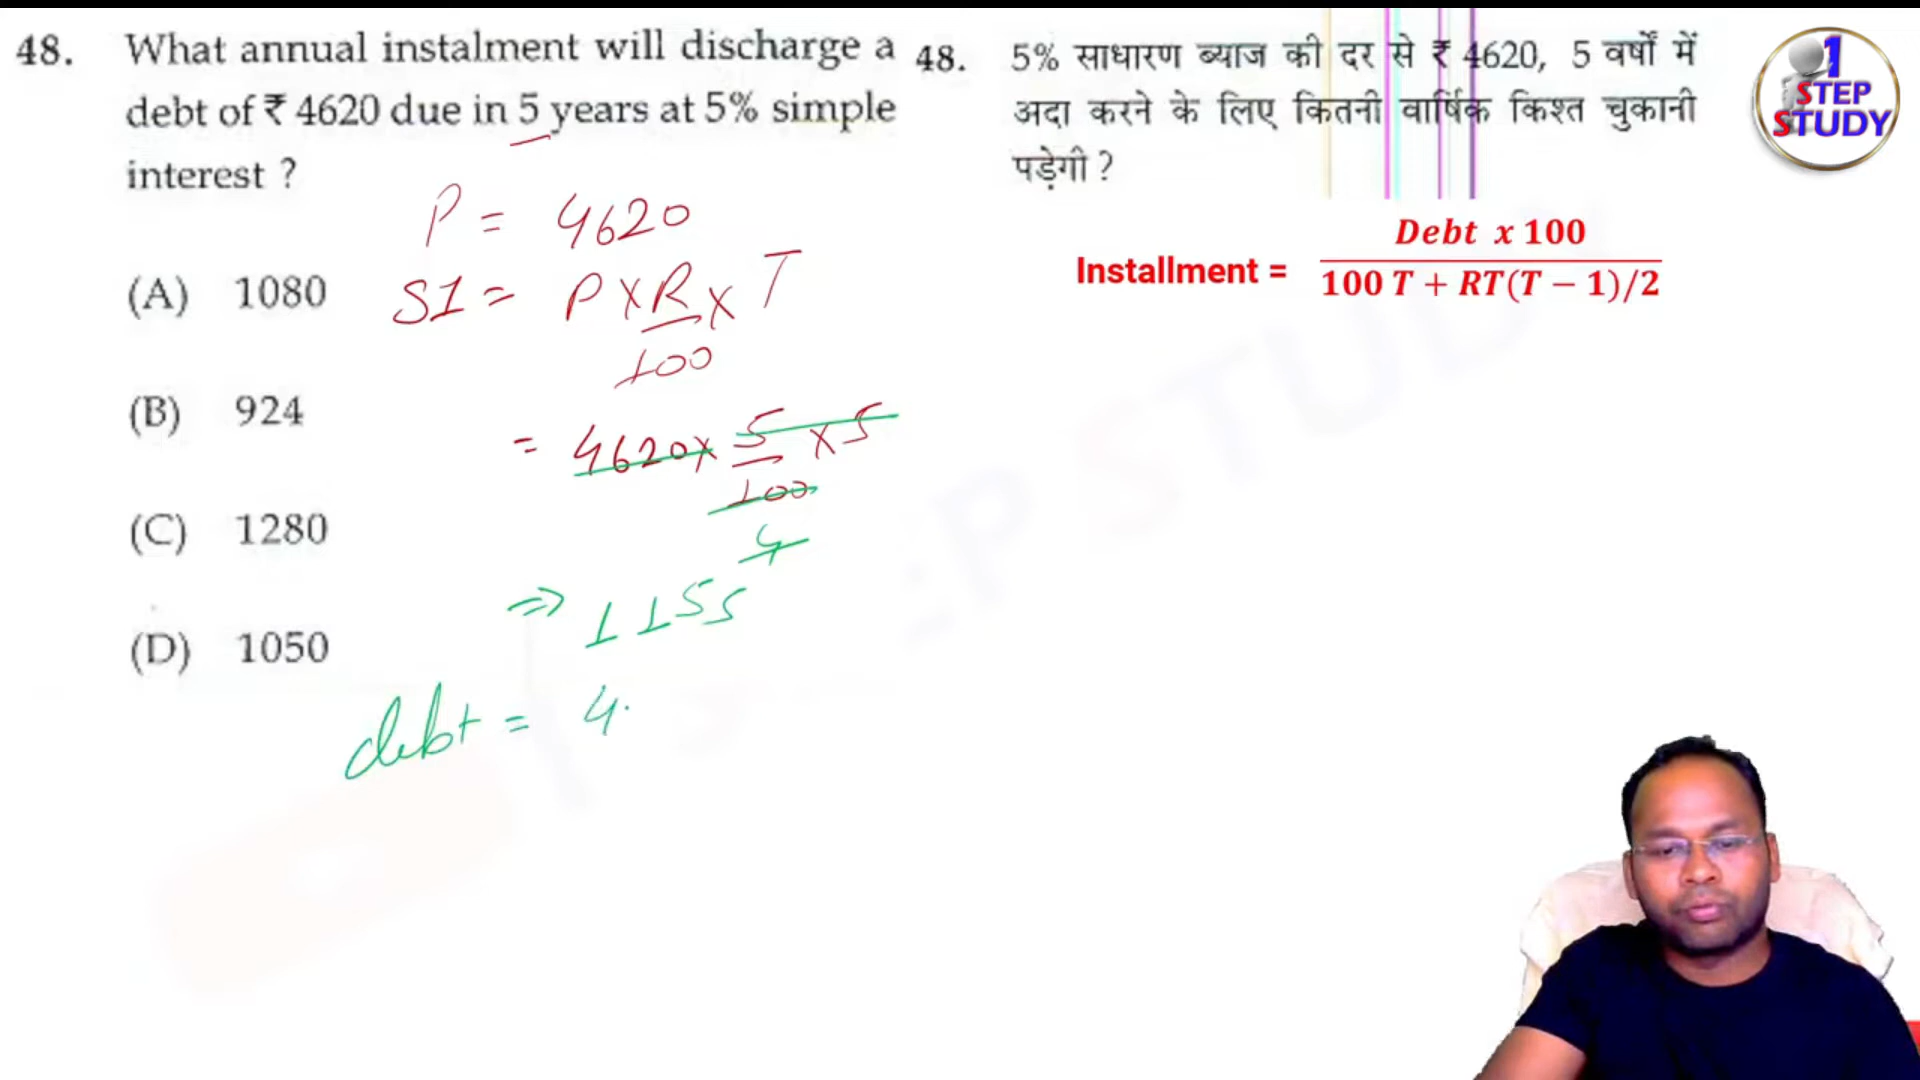 48. What annual instalment will discharge a
debt of ₹ 4620 due in 5 years at 5% simple
interest ?
(A) 1080
(B) 924
(C) 1280
(D) 1050
P = 4620
SI = P × R × T
100
= 4620 × 5 × 5
100
4
⇒ 1155
debt = 4
48. 5% साधारण ब्याज की दर से ₹ 4620, 5 वर्षों में
अदा करने के लिए कितनी वार्षिक किश्त चुकानी
पड़ेगी ?
Debt x 100
Installment =
100 T + RT(T − 1)/2
1
STEP
STUDY
STEP STUD